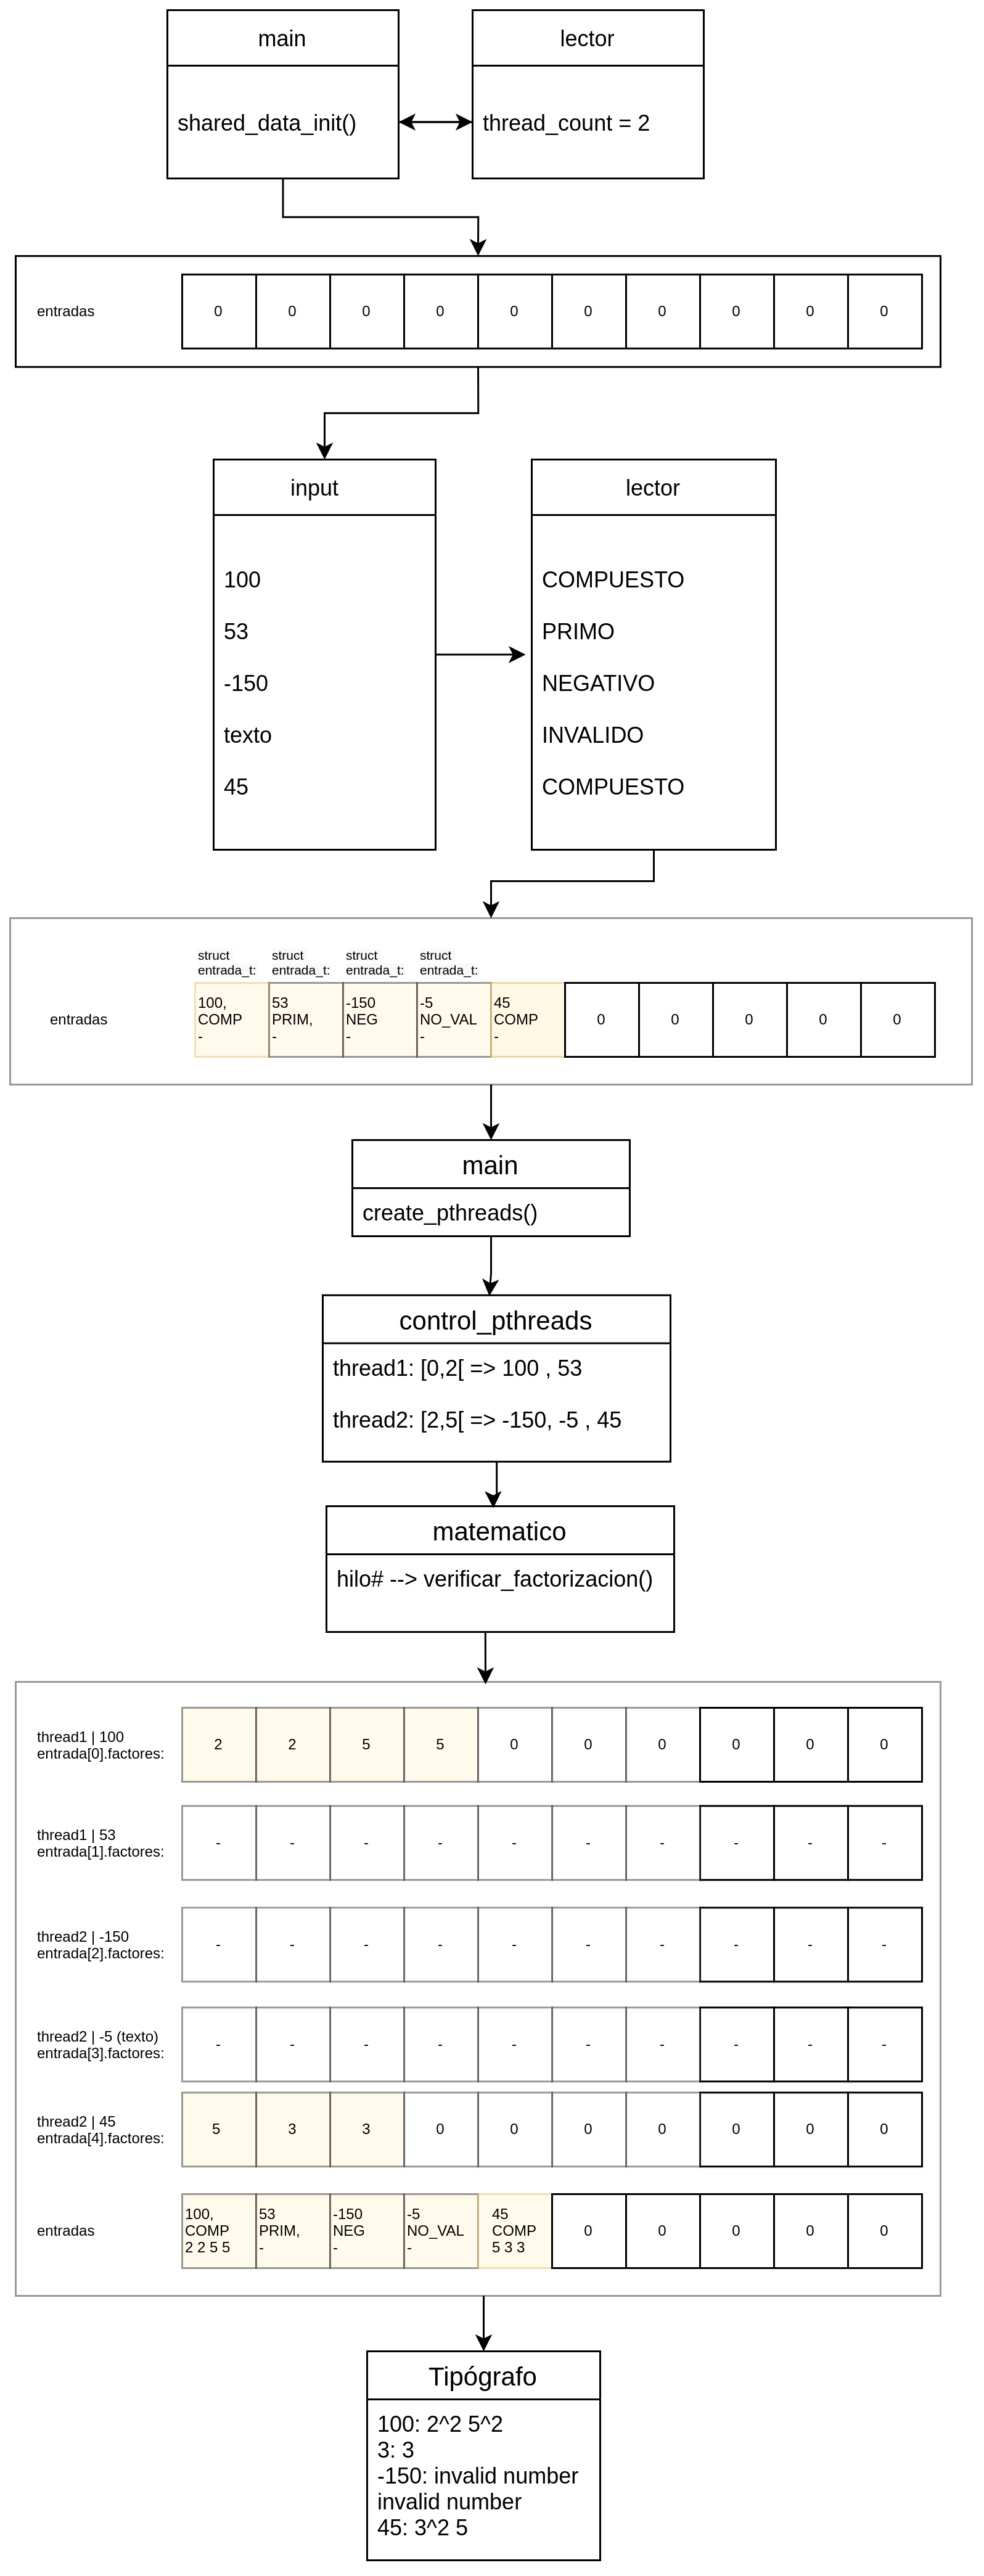 main
lector
shared_data_init()
thread_count = 2
entradas
0 0 0 0 0 0 0 0 0 0
input
lector
100
COMPUESTO
53
PRIMO
-150
NEGATIVO
texto
INVALIDO
45
COMPUESTO
struct
entrada_t:
struct
entrada_t:
struct
entrada_t:
struct
entrada_t:
entradas
100,
COMP
-
53
PRIM,
-
-150
NEG
-
-5
NO_VAL
-
45
COMP
-
0 0 0 0 0
main
create_pthreads()
control_pthreads
thread1: [0,2[ => 100 , 53
thread2: [2,5[ => -150, -5 , 45
matematico
hilo# --> verificar_factorizacion()
thread1 | 100
entrada[0].factores:
2 2 5 5 0 0 0 0 0 0
thread1 | 53
entrada[1].factores:
- - - - - - - - - -
thread2 | -150
entrada[2].factores:
- - - - - - - - - -
thread2 | -5 (texto)
entrada[3].factores:
- - - - - - - - - -
thread2 | 45
entrada[4].factores:
5 3 3 0 0 0 0 0 0 0
entradas
100,
COMP
2 2 5 5
53
PRIM,
-
-150
NEG
-
-5
NO_VAL
-
45
COMP
5 3 3
0 0 0 0 0
Tipógrafo
100: 2^2 5^2
3: 3
-150: invalid number
invalid number
45: 3^2 5